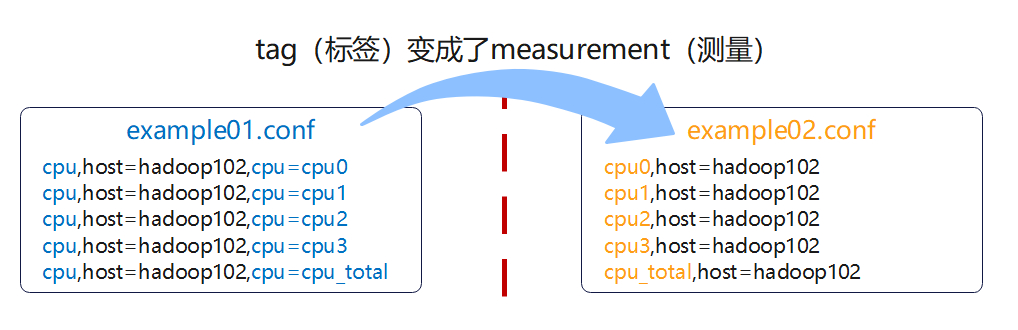 tag（标签）变成了measurement（测量）
example01.conf
cpu,host=hadoop102,cpu=cpu0
cpu,host=hadoop102,cpu=cpu1
cpu,host=hadoop102,cpu=cpu2
cpu,host=hadoop102,cpu=cpu3
cpu,host=hadoop102,cpu=cpu_total
example02.conf
cpu0,host=hadoop102
cpu1,host=hadoop102
cpu2,host=hadoop102
cpu3,host=hadoop102
cpu_total,host=hadoop102